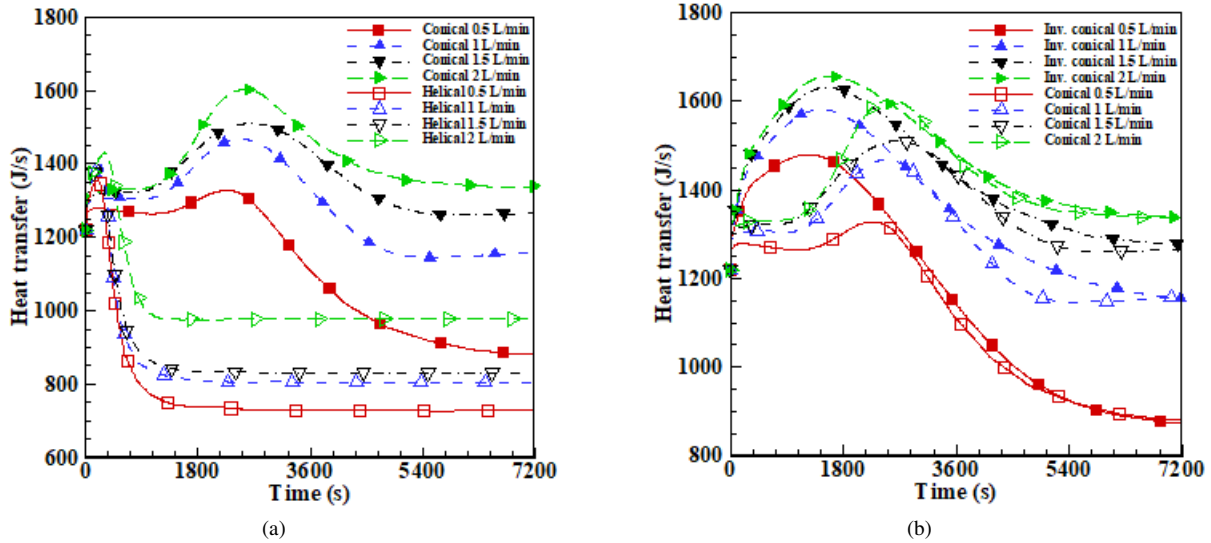 (a)
1800
1600
1400
1200
1000
800
600
Heat transfer (J/s)
Conical 0.5 L/min
Conical 1 L/min
Conical 1.5 L/min
Conical 2 L/min
Helical 0.5 L/min
Helical 1 L/min
Helical 1.5 L/min
Helical 2 L/min
0 1800 3600 5400 7200
Time (s)
(a)
(b)
1800
1600
1400
1200
1000
800
Heat transfer (J/s)
Inv. conical 0.5 L/min
Inv. conical 1 L/min
Inv. conical 1.5 L/min
Inv. conical 2 L/min
Conical 0.5 L/min
Conical 1 L/min
Conical 1.5 L/min
Conical 2 L/min
0 1800 3600 5400 7200
Time (s)
(b)